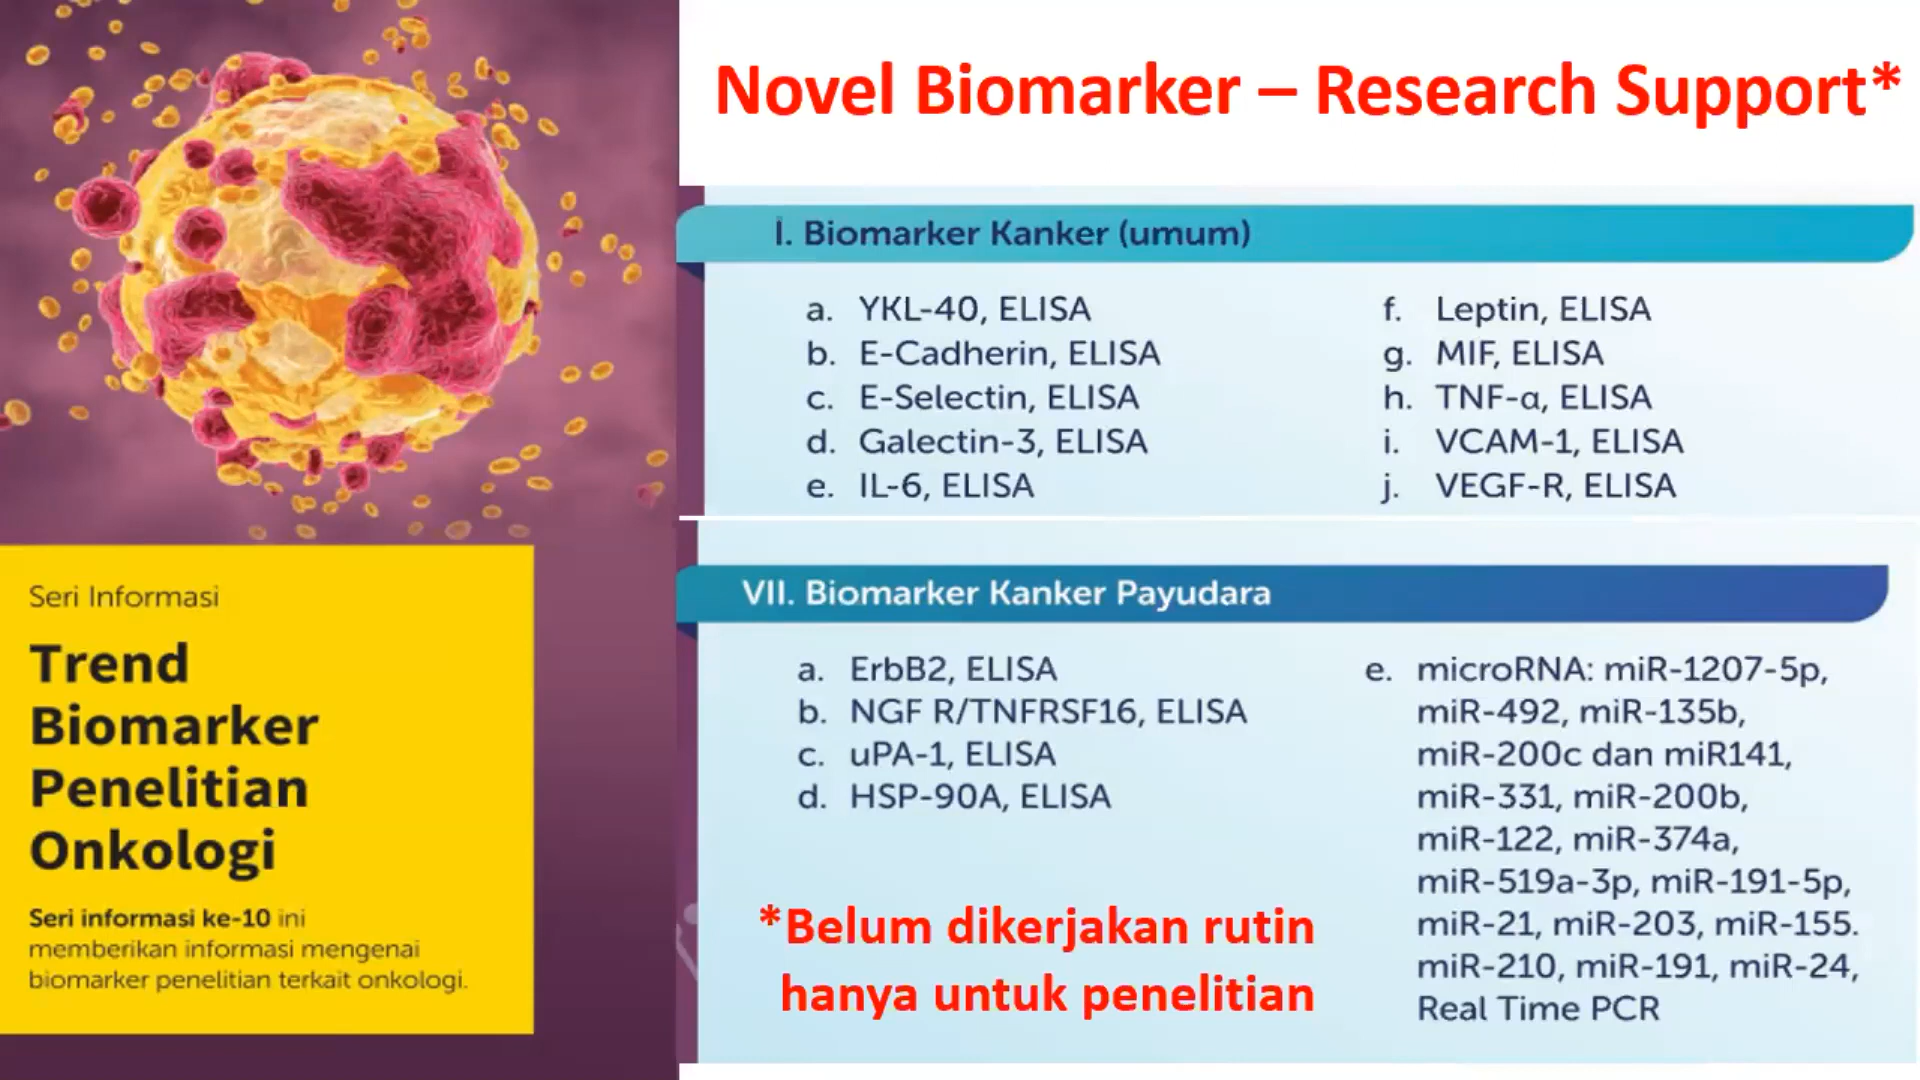 Novel Biomarker – Research Support*
I. Biomarker Kanker (umum)
a. YKL-40, ELISA
b. E-Cadherin, ELISA
c. E-Selectin, ELISA
d. Galectin-3, ELISA
e. IL-6, ELISA
f. Leptin, ELISA
g. MIF, ELISA
h. TNF-α, ELISA
i. VCAM-1, ELISA
j. VEGF-R, ELISA
VII. Biomarker Kanker Payudara
a. ErbB2, ELISA
b. NGF R/TNFRSF16, ELISA
c. uPA-1, ELISA
d. HSP-90A, ELISA
e. microRNA: miR-1207-5p,
miR-492, miR-135b,
miR-200c dan miR141,
miR-331, miR-200b,
miR-122, miR-374a,
miR-519a-3p, miR-191-5p,
miR-21, miR-203, miR-155.
miR-210, miR-191, miR-24,
Real Time PCR
*Belum dikerjakan rutin
hanya untuk penelitian
Seri Informasi
Trend
Biomarker
Penelitian
Onkologi
Seri informasi ke-10 ini
memberikan informasi mengenai
biomarker penelitian terkait onkologi.